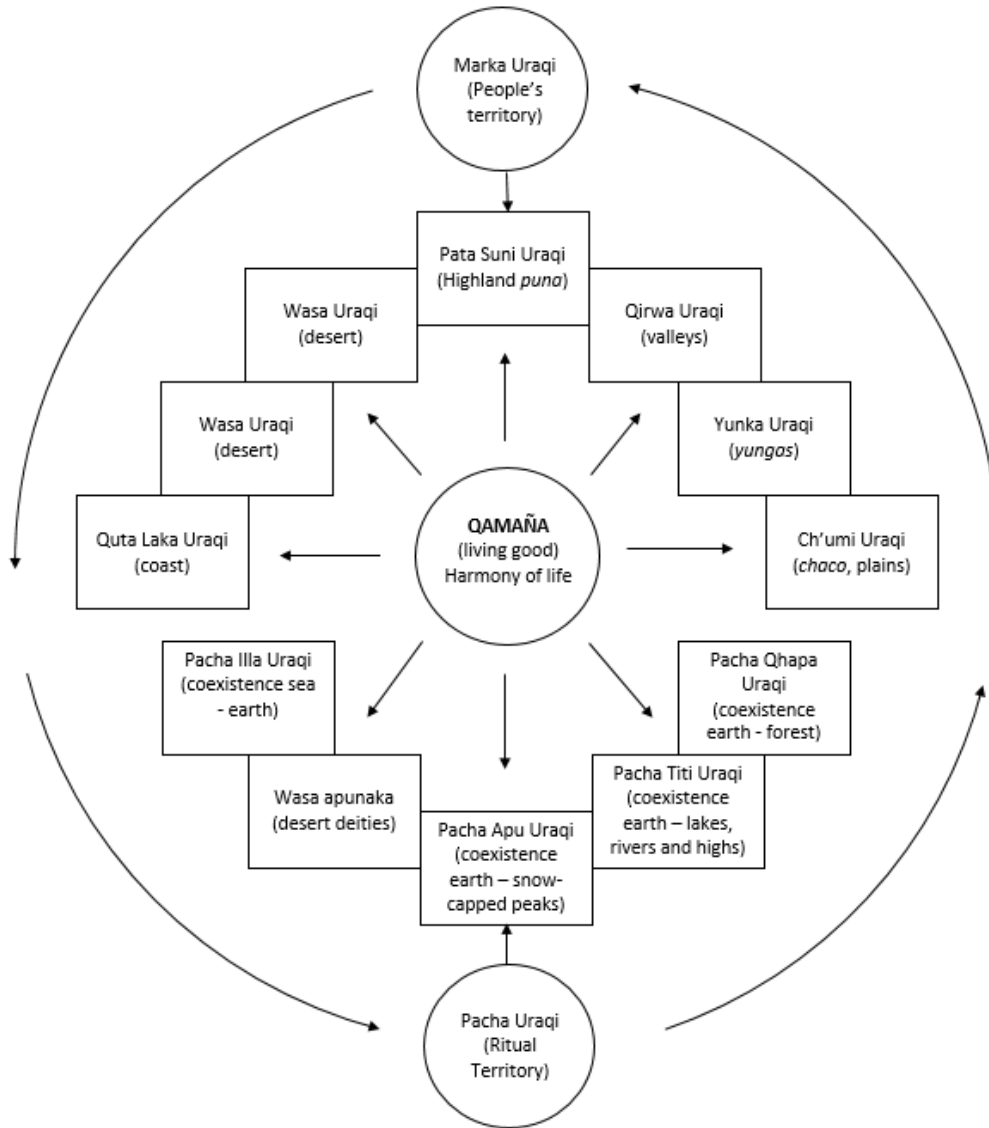 Marka Uraqi
(People's
territory)
Pata Suni Uraqi
(Highland puna)
Wasa Uraqi
(desert)
Qirwa Uraqi
(valleys)
Wasa Uraqi
(desert)
Yunka Uraqi
(yungas)
Quta Laka Uraqi
(coast)
QAMAÑA
(living good)
Harmony of life
Ch'umi Uraqi
(chaco, plains)
Pacha Illa Uraqi
(coexistence sea
- earth)
Pacha Qhapa
Uraqi
(coexistence
earth - forest)
Wasa apunaka
(desert deities)
Pacha Apu Uraqi
(coexistence
earth – snow-
capped peaks)
Pacha Titi Uraqi
(coexistence
earth – lakes,
rivers and highs)
Pacha Uraqi
(Ritual
Territory)